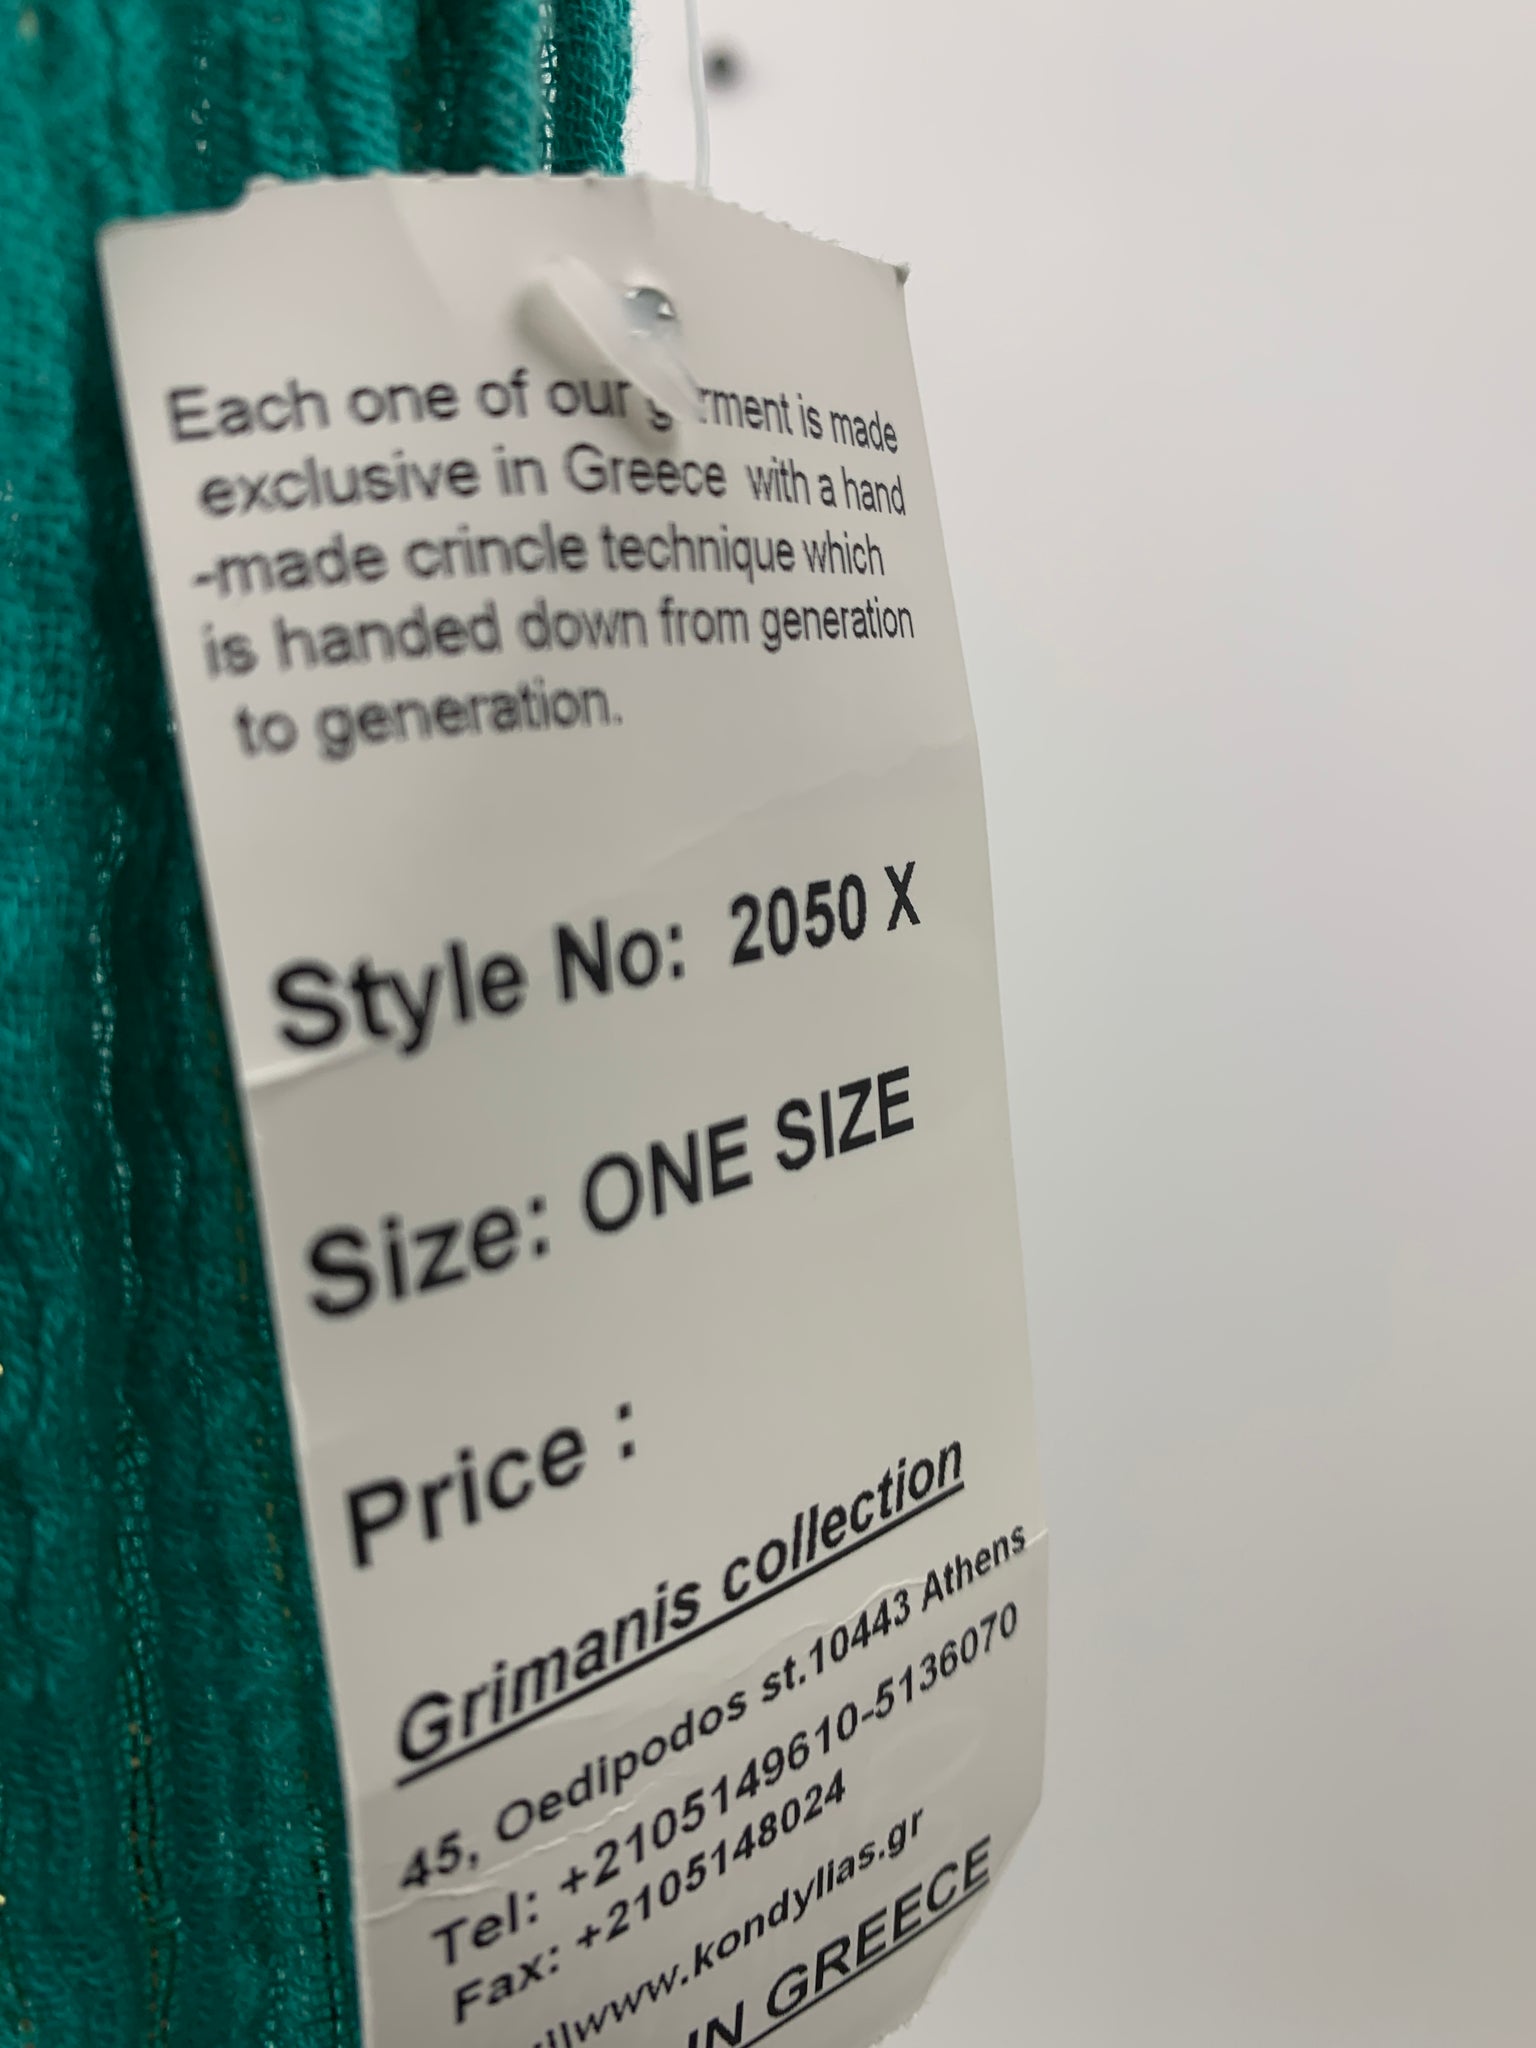 Each one of our garment is made
exclusive in Greece with a hand
-made crincle technique which
is handed down from generation
to generation.
Style No: 2050 X
Size: ONE SIZE
Price :
Grimanis collection
45, Oedipodos st.10443 Athens
Tel: +2105149610-5136070
Fax: +2105148024
www.kondylias.gr
IN GREECE